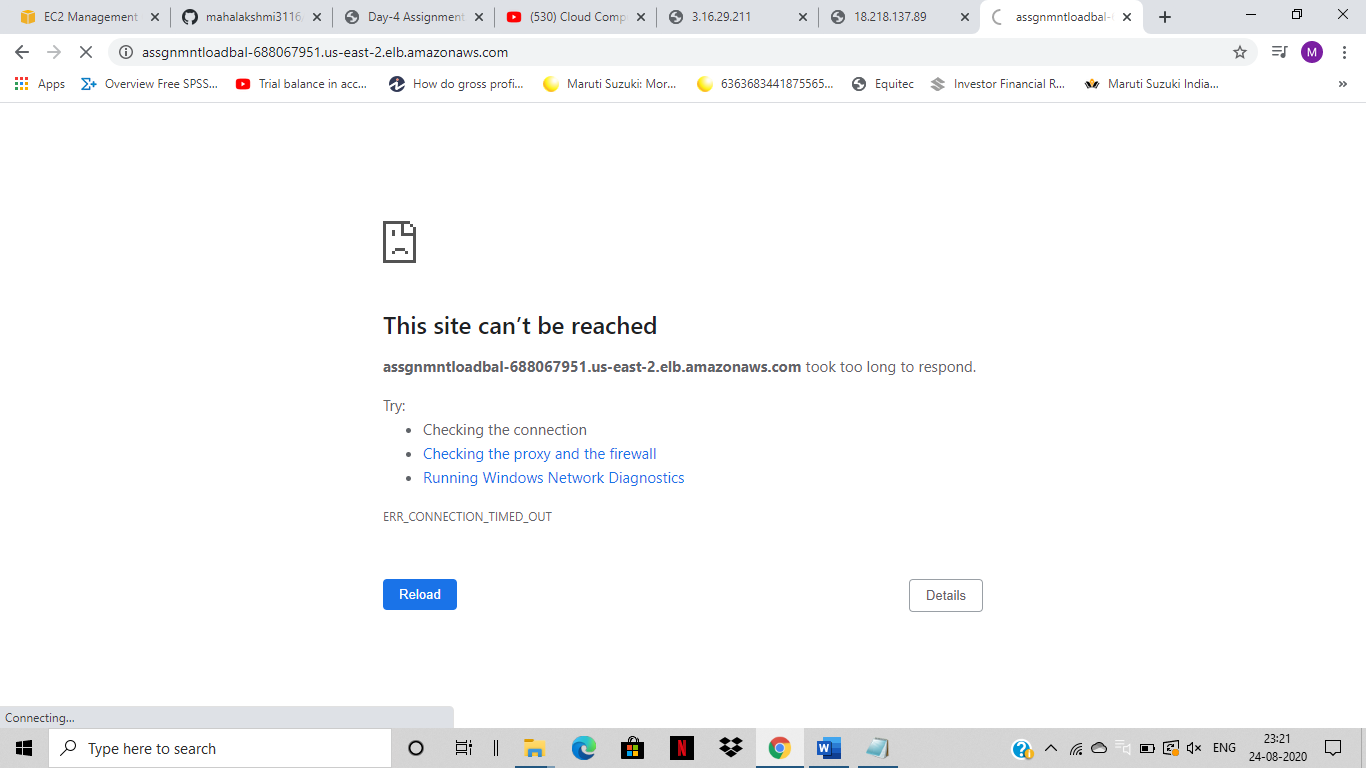 EC2 Management
mahalakshmi3116
Day-4 Assignment
(530) Cloud Comp
3.16.29.211
18.218.137.89
assgnmntloadbal-
assgnmntloadbal-688067951.us-east-2.elb.amazonaws.com
M
Apps
Overview Free SPSS...
Trial balance in acc...
How do gross profi...
Maruti Suzuki: Mor...
6363683441875565...
Equitec
Investor Financial R...
Maruti Suzuki India...
»
This site can't be reached
assgnmntloadbal-688067951.us-east-2.elb.amazonaws.com took too long to respond.
Try:
• Checking the connection
• Checking the proxy and the firewall
• Running Windows Network Diagnostics
ERR_CONNECTION_TIMED_OUT
Reload
Details
Connecting...
Type here to search
N
W
ENG
23:21
24-08-2020